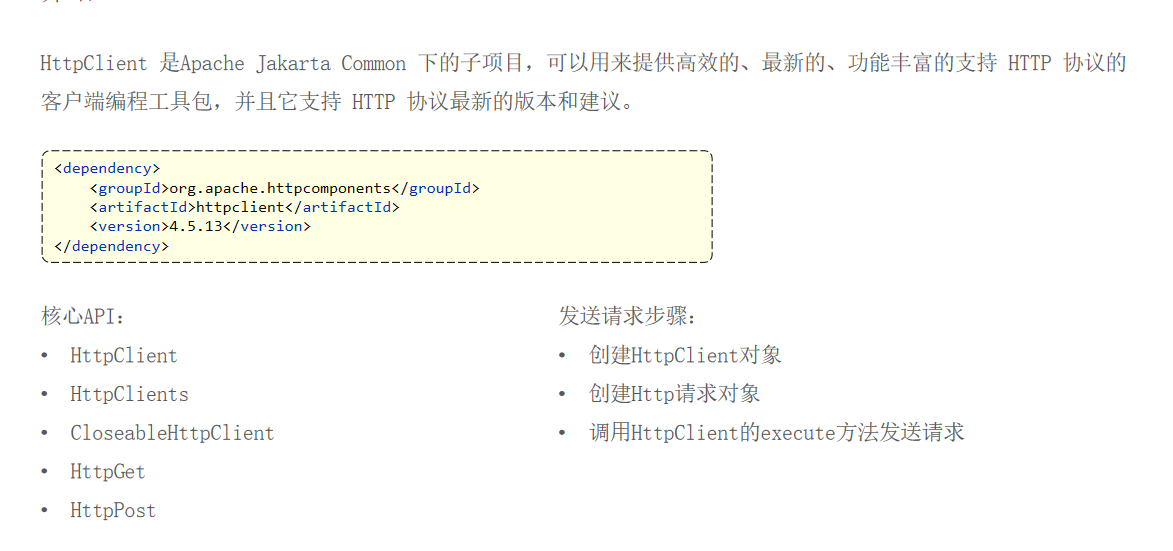 HttpClient 是Apache Jakarta Common 下的子项目，可以用来提供高效的、最新的、功能丰富的支持 HTTP 协议的
客户端编程工具包，并且它支持 HTTP 协议最新的版本和建议。
<dependency>
    <groupId>org.apache.httpcomponents</groupId>
    <artifactId>httpclient</artifactId>
    <version>4.5.13</version>
</dependency>
核心API：
• HttpClient
• HttpClients
• CloseableHttpClient
• HttpGet
• HttpPost
发送请求步骤：
• 创建HttpClient对象
• 创建Http请求对象
• 调用HttpClient的execute方法发送请求